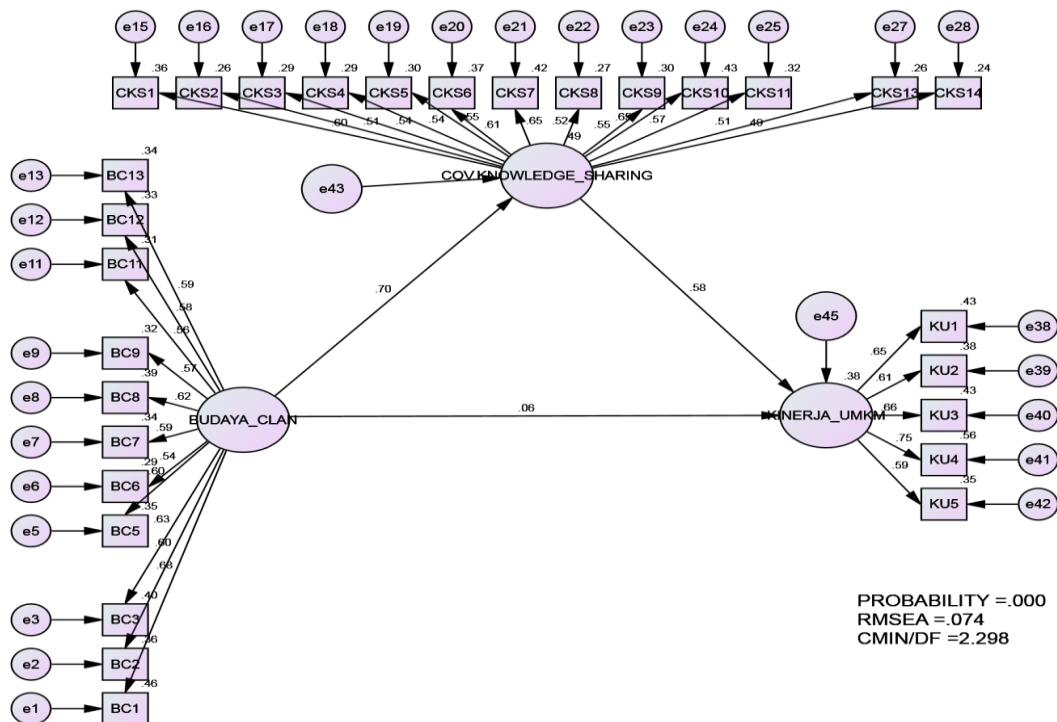 e15 e16 e17 e18 e19 e20 e21 e22 e23 e24 e25 e27 e28
.36 .26 .29 .29 .30 .37 .42 .27 .30 .43 .32 .26 .24
CKS1 CKS2 CKS3 CKS4 CKS5 CKS6 CKS7 CKS8 CKS9 CKS10 CKS11 CKS13 CKS14
.60 .51 .54 .54 .55 .61 .65 .52 .55 .65 .57 .51 .49
.49
e43 COV.KNOWLEDGE_SHARING
.34
e13 BC13
.33
e12 BC12
.31
e11 BC11
.59
.58
.56
.70 .58
.32
e9 BC9
.57
.39
e8 BC8
.62
.34
e7 BC7
.59
.54
.29
e6 BC6
.60
.35
e5 BC5
BUDAYA_CLAN
.06
e45
.38 KINERJA_UMKM
.43
.65 KU1 e38
.38
.61 KU2 e39
.43
.66 KU3 e40
.56
.75 KU4 e41
.35
.59 KU5 e42
.63
.60
.68
.40
e3 BC3
.36
e2 BC2
.46
e1 BC1
PROBABILITY =.000
RMSEA =.074
CMIN/DF =2.298